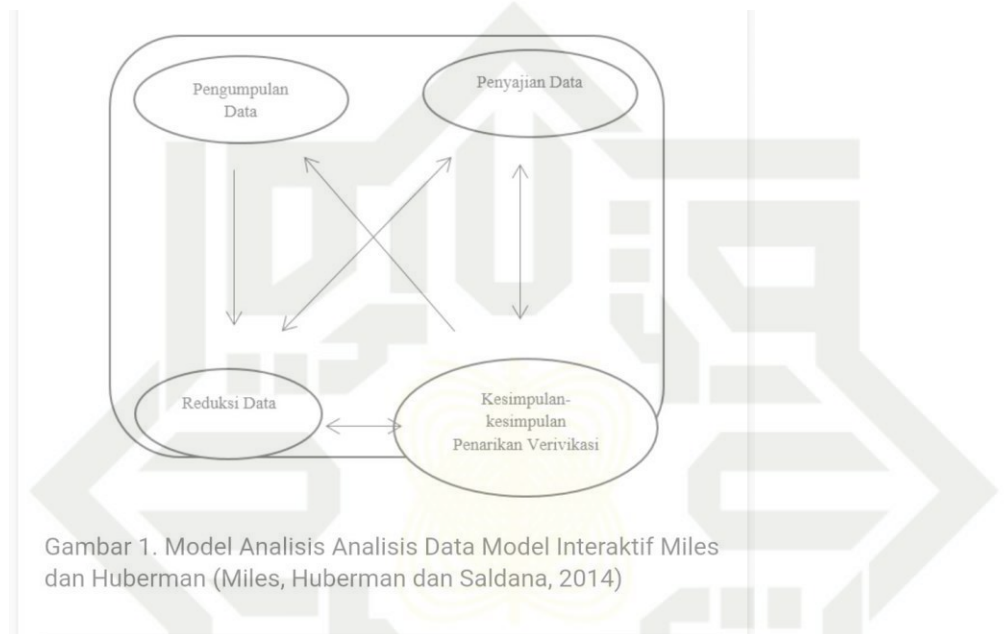 Pengumpulan
Data
Penyajian Data
Reduksi Data
Kesimpulan-
kesimpulan
Penarikan Verivikasi
Gambar 1. Model Analisis Analisis Data Model Interaktif Miles
dan Huberman (Miles, Huberman dan Saldana, 2014)